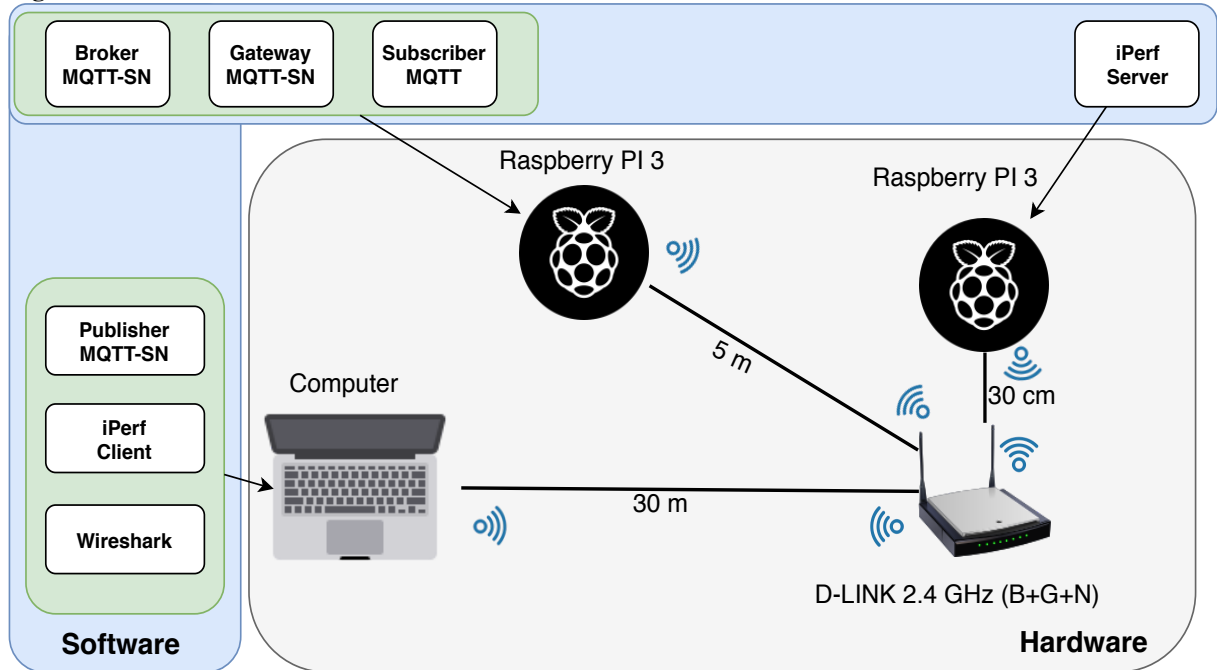 Broker
MQTT-SN
Gateway
MQTT-SN
Subscriber
MQTT
iPerf
Server
Raspberry PI 3
Raspberry PI 3
Publisher
MQTT-SN
iPerf
Client
Wireshark
Computer
5 m
30 cm
30 m
D-LINK 2.4 GHz (B+G+N)
Software
Hardware